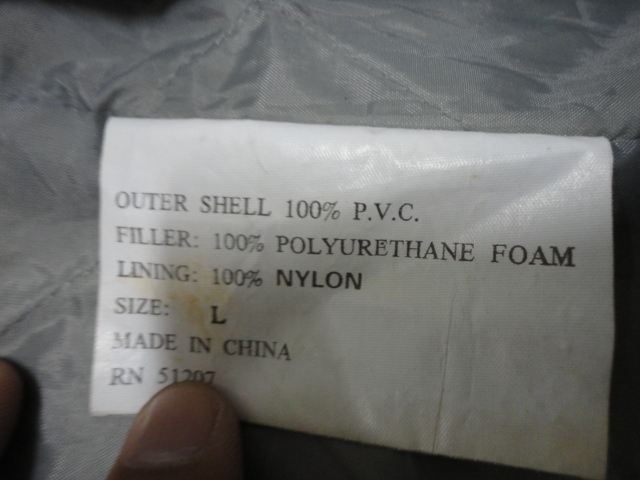 OUTER SHELL 100% P.V.C.
FILLER: 100% POLYURETHANE FOAM
LINING: 100% NYLON
SIZE: L
MADE IN CHINA
RN 51207